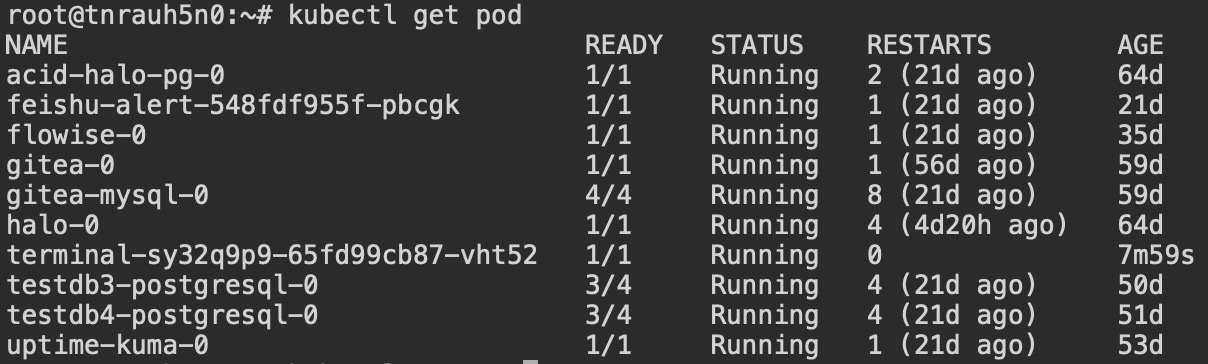 root@tnrauh5n0:~# kubectl get pod
NAME READY STATUS RESTARTS AGE
acid-halo-pg-0 1/1 Running 2 (21d ago) 64d
feishu-alert-548fdf955f-pbcgk 1/1 Running 1 (21d ago) 21d
flowise-0 1/1 Running 1 (21d ago) 35d
gitea-0 1/1 Running 1 (56d ago) 59d
gitea-mysql-0 4/4 Running 8 (21d ago) 59d
halo-0 1/1 Running 4 (4d20h ago) 64d
terminal-sy32q9p9-65fd99cb87-vht52 1/1 Running 0 7m59s
testdb3-postgresql-0 3/4 Running 4 (21d ago) 50d
testdb4-postgresql-0 3/4 Running 4 (21d ago) 51d
uptime-kuma-0 1/1 Running 1 (21d ago) 53d